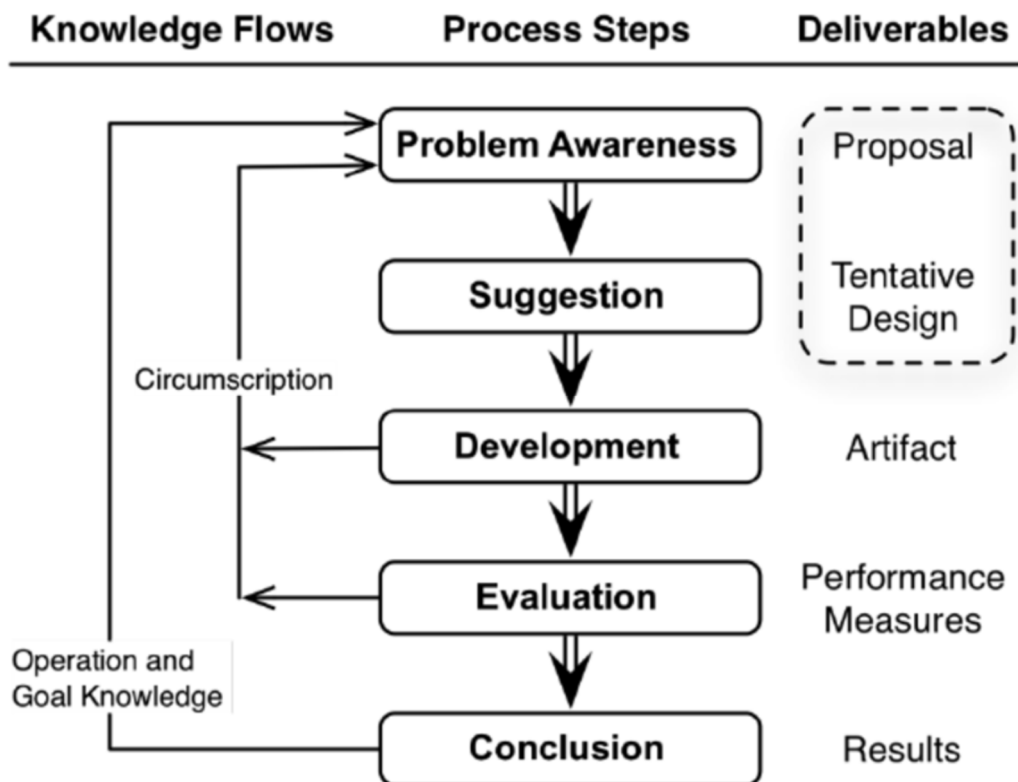 Knowledge Flows
Process Steps
Deliverables
Problem Awareness
Proposal
Suggestion
Tentative
Design
Circumscription
Development
Artifact
Evaluation
Performance
Measures
Operation and
Goal Knowledge
Conclusion
Results